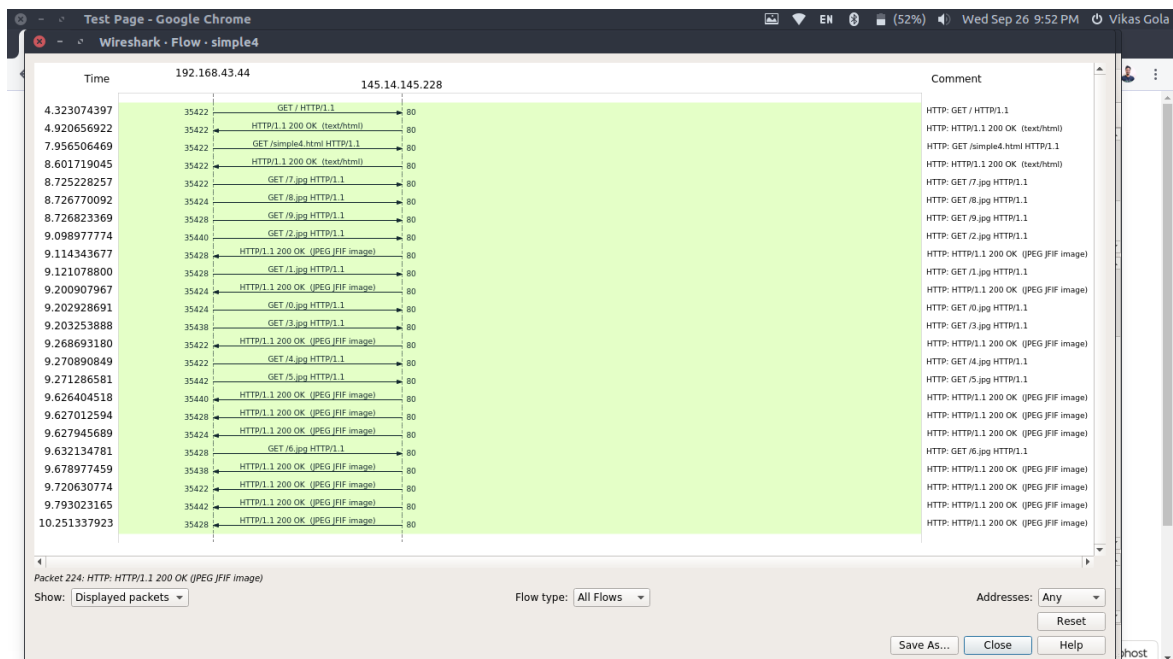 Test Page - Google Chrome EN (52%) Wed Sep 26 9:52 PM Vikas Gola
Wireshark · Flow · simple4
Time 192.168.43.44 145.14.145.228 Comment
4.323074397 35422 GET / HTTP/1.1 80 HTTP: GET / HTTP/1.1
4.920656922 35422 HTTP/1.1 200 OK (text/html) 80 HTTP: HTTP/1.1 200 OK (text/html)
7.956506469 35422 GET /simple4.html HTTP/1.1 80 HTTP: GET /simple4.html HTTP/1.1
8.601719045 35422 HTTP/1.1 200 OK (text/html) 80 HTTP: HTTP/1.1 200 OK (text/html)
8.725228257 35422 GET /7.jpg HTTP/1.1 80 HTTP: GET /7.jpg HTTP/1.1
8.726770092 35424 GET /8.jpg HTTP/1.1 80 HTTP: GET /8.jpg HTTP/1.1
8.726823369 35428 GET /9.jpg HTTP/1.1 80 HTTP: GET /9.jpg HTTP/1.1
9.098977774 35440 GET /2.jpg HTTP/1.1 80 HTTP: GET /2.jpg HTTP/1.1
9.114343677 35428 HTTP/1.1 200 OK (JPEG JFIF image) 80 HTTP: HTTP/1.1 200 OK (JPEG JFIF image)
9.121078800 35428 GET /1.jpg HTTP/1.1 80 HTTP: GET /1.jpg HTTP/1.1
9.200907967 35424 HTTP/1.1 200 OK (JPEG JFIF image) 80 HTTP: HTTP/1.1 200 OK (JPEG JFIF image)
9.202928691 35424 GET /0.jpg HTTP/1.1 80 HTTP: GET /0.jpg HTTP/1.1
9.203253888 35438 GET /3.jpg HTTP/1.1 80 HTTP: GET /3.jpg HTTP/1.1
9.268693180 35422 HTTP/1.1 200 OK (JPEG JFIF image) 80 HTTP: HTTP/1.1 200 OK (JPEG JFIF image)
9.270890849 35422 GET /4.jpg HTTP/1.1 80 HTTP: GET /4.jpg HTTP/1.1
9.271286581 35442 GET /5.jpg HTTP/1.1 80 HTTP: GET /5.jpg HTTP/1.1
9.626404518 35440 HTTP/1.1 200 OK (JPEG JFIF image) 80 HTTP: HTTP/1.1 200 OK (JPEG JFIF image)
9.627012594 35428 HTTP/1.1 200 OK (JPEG JFIF image) 80 HTTP: HTTP/1.1 200 OK (JPEG JFIF image)
9.627945689 35424 HTTP/1.1 200 OK (JPEG JFIF image) 80 HTTP: HTTP/1.1 200 OK (JPEG JFIF image)
9.632134781 35428 GET /6.jpg HTTP/1.1 80 HTTP: GET /6.jpg HTTP/1.1
9.678977459 35438 HTTP/1.1 200 OK (JPEG JFIF image) 80 HTTP: HTTP/1.1 200 OK (JPEG JFIF image)
9.720630774 35422 HTTP/1.1 200 OK (JPEG JFIF image) 80 HTTP: HTTP/1.1 200 OK (JPEG JFIF image)
9.793023165 35442 HTTP/1.1 200 OK (JPEG JFIF image) 80 HTTP: HTTP/1.1 200 OK (JPEG JFIF image)
10.251337923 35428 HTTP/1.1 200 OK (JPEG JFIF image) 80 HTTP: HTTP/1.1 200 OK (JPEG JFIF image)
Packet 224: HTTP: HTTP/1.1 200 OK (JPEG JFIF image)
Show: Displayed packets Flow type: All Flows Addresses: Any
Reset
Save As... Close Help